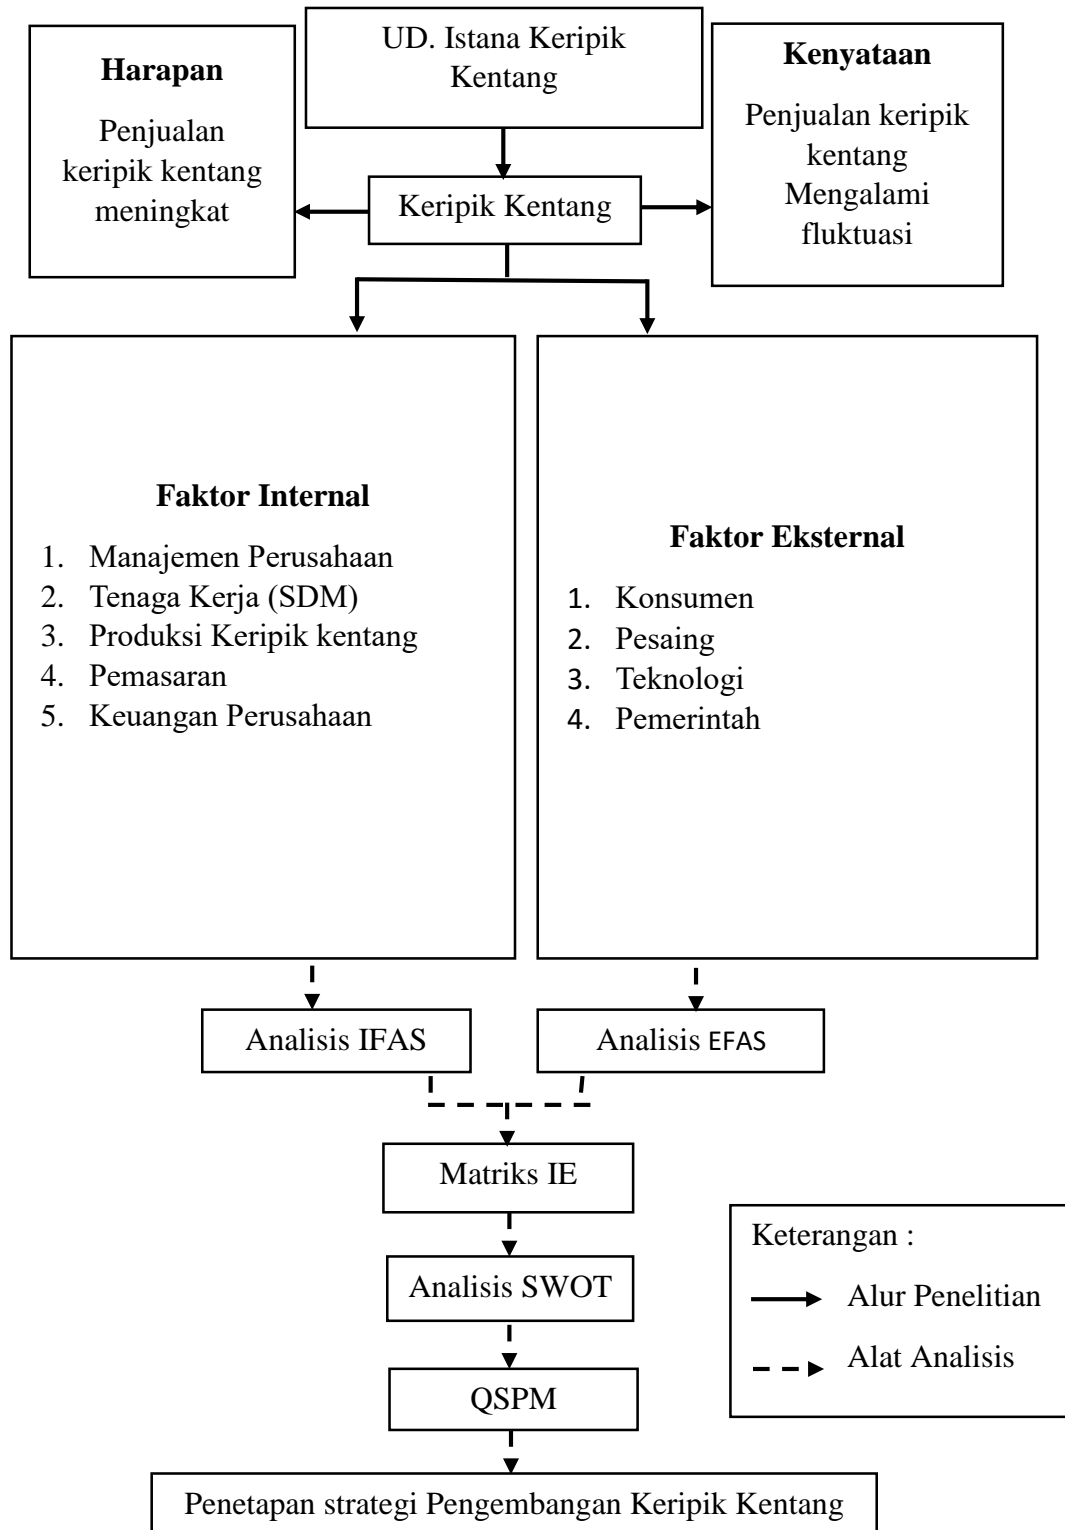 UD. Istana Keripik
Kentang
Harapan
Penjualan
keripik kentang
meningkat
Kenyataan
Penjualan keripik
kentang
Mengalami
fluktuasi
Keripik Kentang
Faktor Internal
1. Manajemen Perusahaan
2. Tenaga Kerja (SDM)
3. Produksi Keripik kentang
4. Pemasaran
5. Keuangan Perusahaan
Faktor Eksternal
1. Konsumen
2. Pesaing
3. Teknologi
4. Pemerintah
Analisis IFAS
Analisis EFAS
Matriks IE
Analisis SWOT
QSPM
Penetapan strategi Pengembangan Keripik Kentang
Keterangan :
Alur Penelitian
Alat Analisis